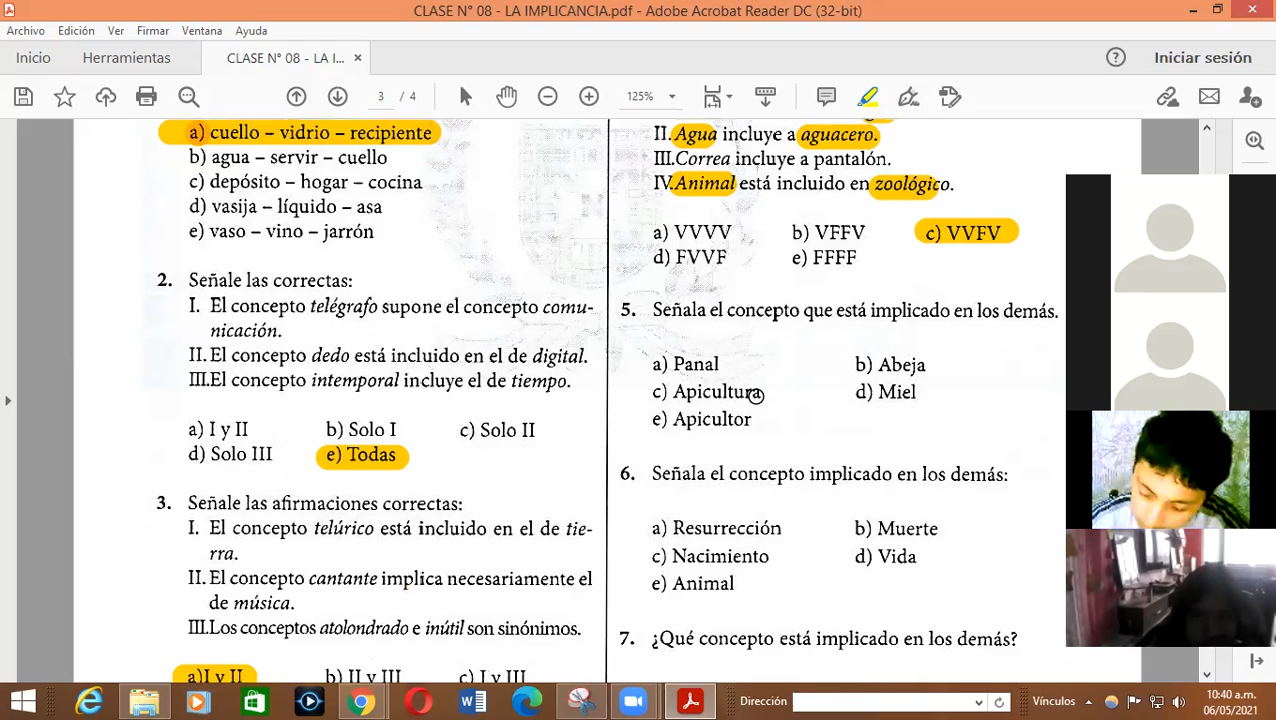 CLASE N° 08 - LA IMPLICANCIA.pdf - Adobe Acrobat Reader DC (32-bit)
Archivo Edición Ver Firmar Ventana Ayuda
Inicio Herramientas CLASE N° 08 - LA I... × Iniciar sesión
3 / 4 125%
a) cuello – vidrio – recipiente
b) agua – servir – cuello
c) depósito – hogar – cocina
d) vasija – líquido – asa
e) vaso – vino – jarrón
2. Señale las correctas:
I. El concepto telégrafo supone el concepto comu-
nicación.
II. El concepto dedo está incluido en el de digital.
III. El concepto intemporal incluye el de tiempo.
a) I y II b) Solo I c) Solo II
d) Solo III e) Todas
3. Señale las afirmaciones correctas:
I. El concepto telúrico está incluido en el de tie-
rra.
II. El concepto cantante implica necesariamente el
de música.
III. Los conceptos atolondrado e inútil son sinónimos.
a) I y II b) II y III c) I y III
II. Agua incluye a aguacero.
III. Correa incluye a pantalón.
IV. Animal está incluido en zoológico.
a) VVVV b) VFFV c) VVFV
d) FVVF e) FFFF
5. Señala el concepto que está implicado en los demás.
a) Panal b) Abeja
c) Apicultura d) Miel
e) Apicultor
6. Señala el concepto implicado en los demás:
a) Resurrección b) Muerte
c) Nacimiento d) Vida
e) Animal
7. ¿Qué concepto está implicado en los demás?
Dirección Vínculos » 10:40 a.m.
06/05/2021